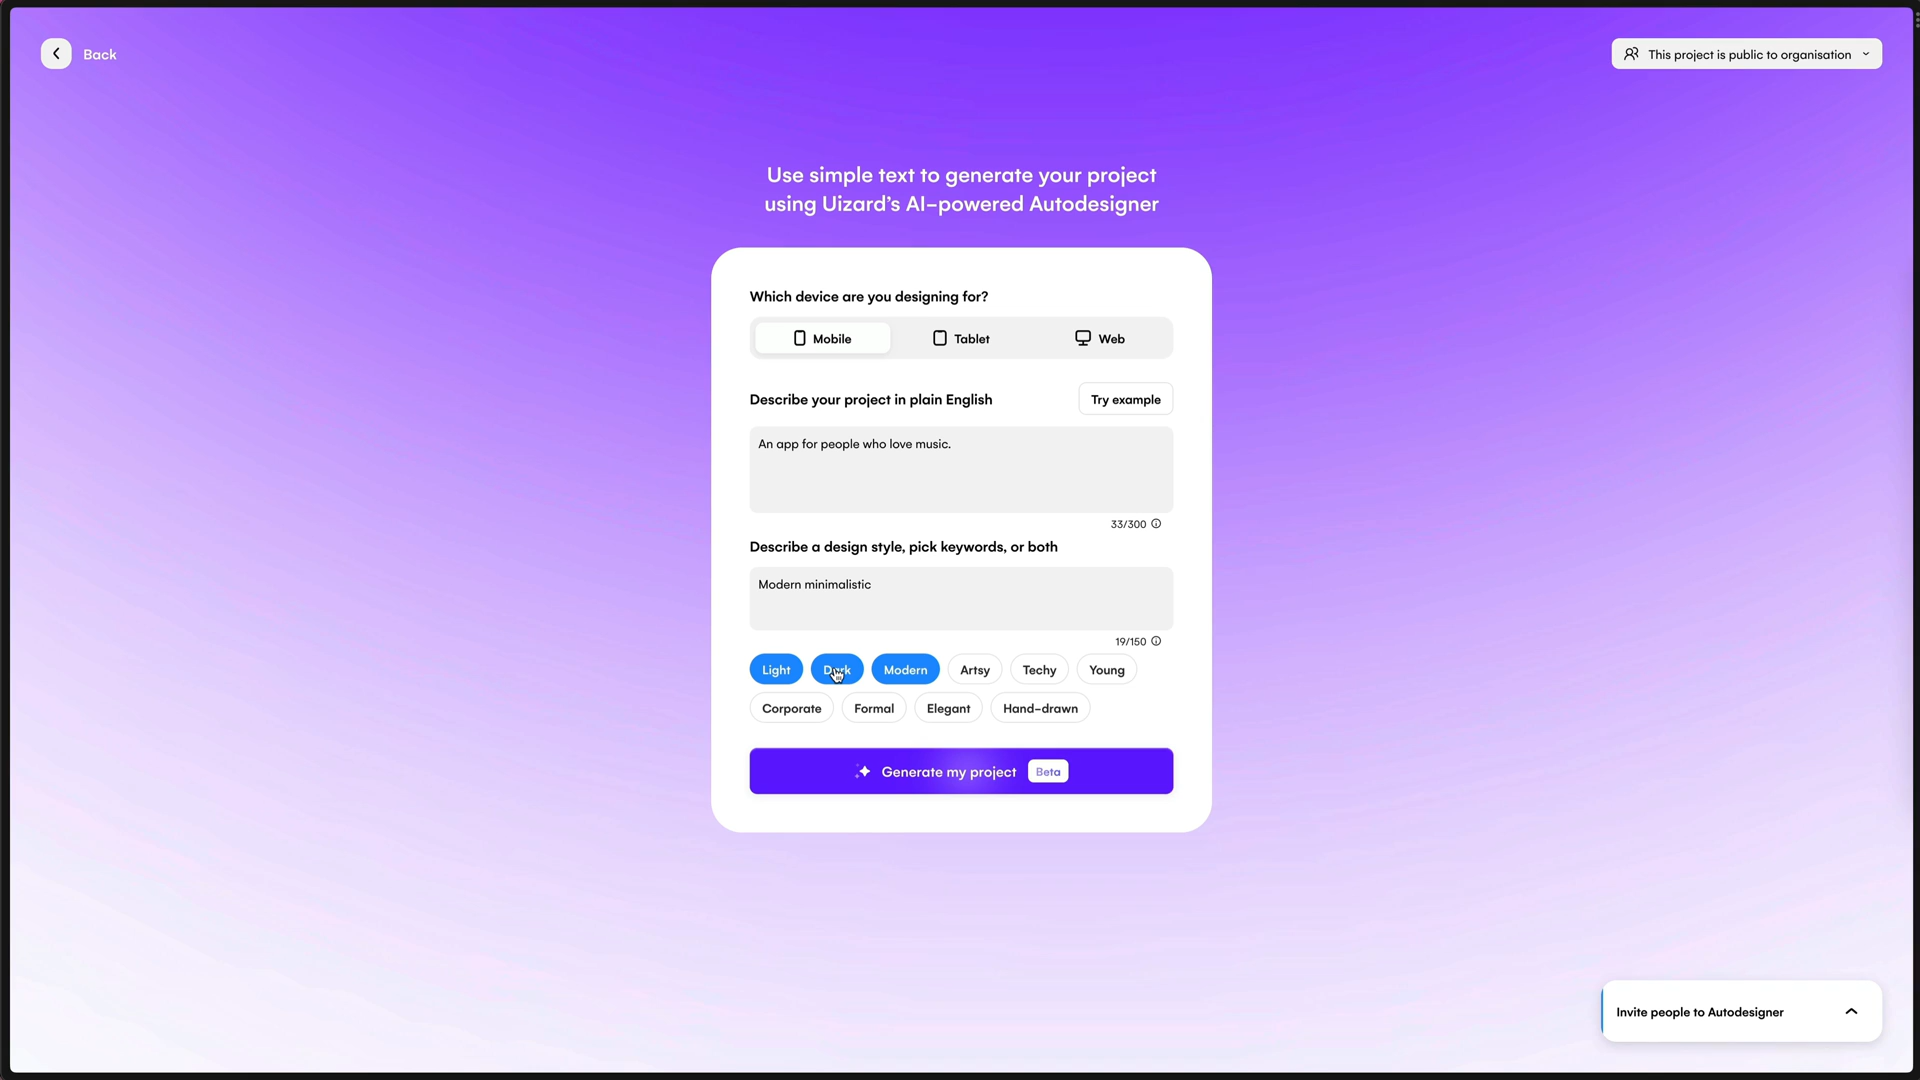 Back
This project is public to organisation
Use simple text to generate your project
using Uizard's AI-powered Autodesigner
Which device are you designing for?
Mobile
Tablet
Web
Describe your project in plain English
Try example
An app for people who love music.
33/300
Describe a design style, pick keywords, or both
Modern minimalistic
19/150
Light
Dark
Modern
Artsy
Techy
Young
Corporate
Formal
Elegant
Hand-drawn
Generate my project
Beta
Invite people to Autodesigner